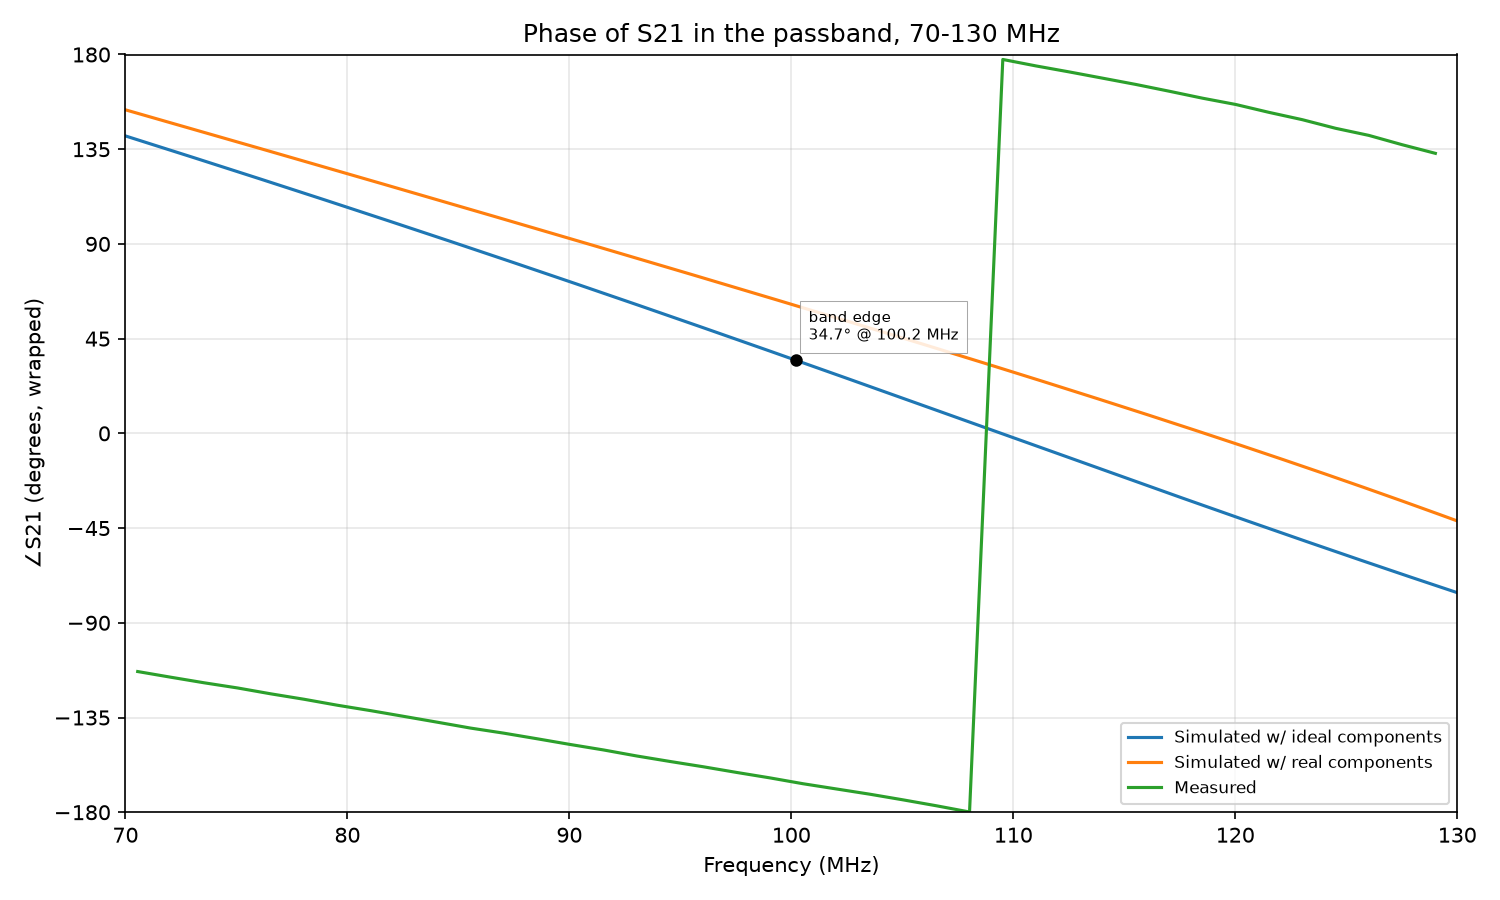 Phase of S21 in the passband, 70-130 MHz
∠S21 (degrees, wrapped)
180
135
90
45
0
−45
−90
−135
−180
band edge
34.7° @ 100.2 MHz
Simulated w/ ideal components
Simulated w/ real components
Measured
70
80
90
100
110
120
130
Frequency (MHz)